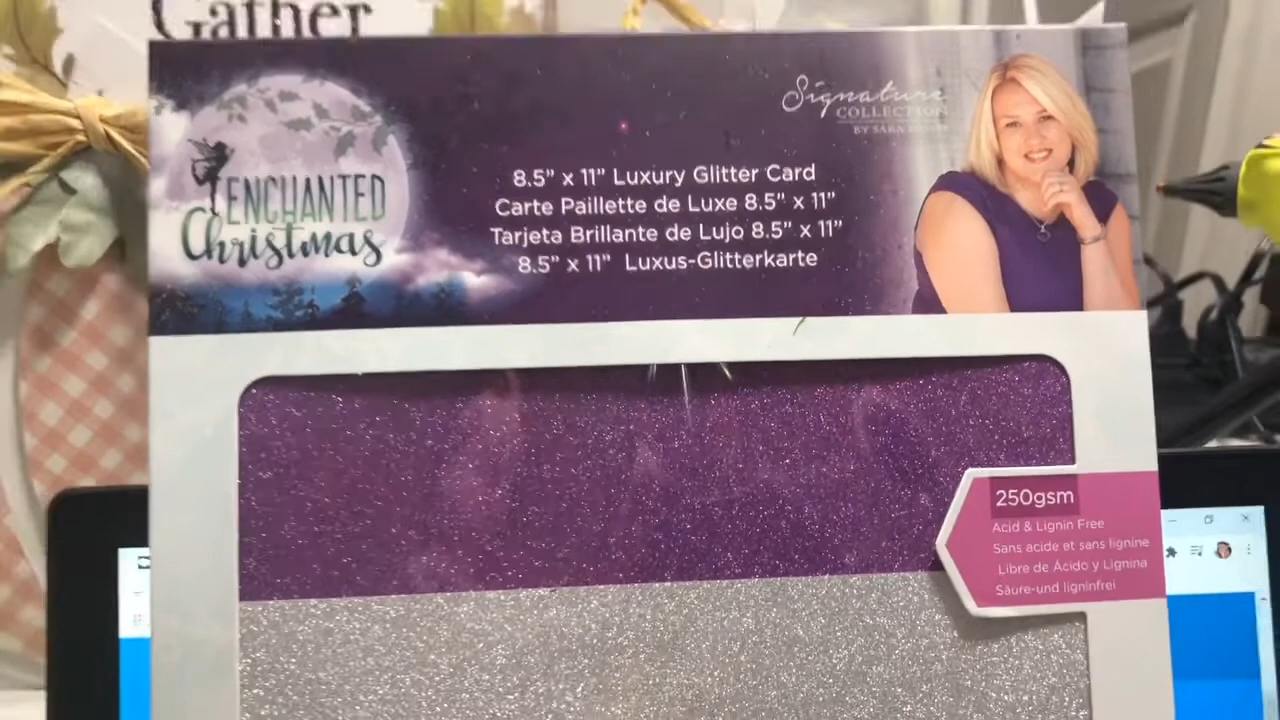 Gather
Signature
COLLECTION
ENCHANTED
Christmas
8.5” x 11” Luxury Glitter Card
Carte Paillette de Luxe 8.5” x 11”
Tarjeta Brillante de Lujo 8.5” x 11”
8.5” x 11” Luxus-Glitterkarte
250gsm
Acid & Lignin Free
Sans acide et sans lignine
Libre de Ácido y Lignina
Säure-und ligninfrei